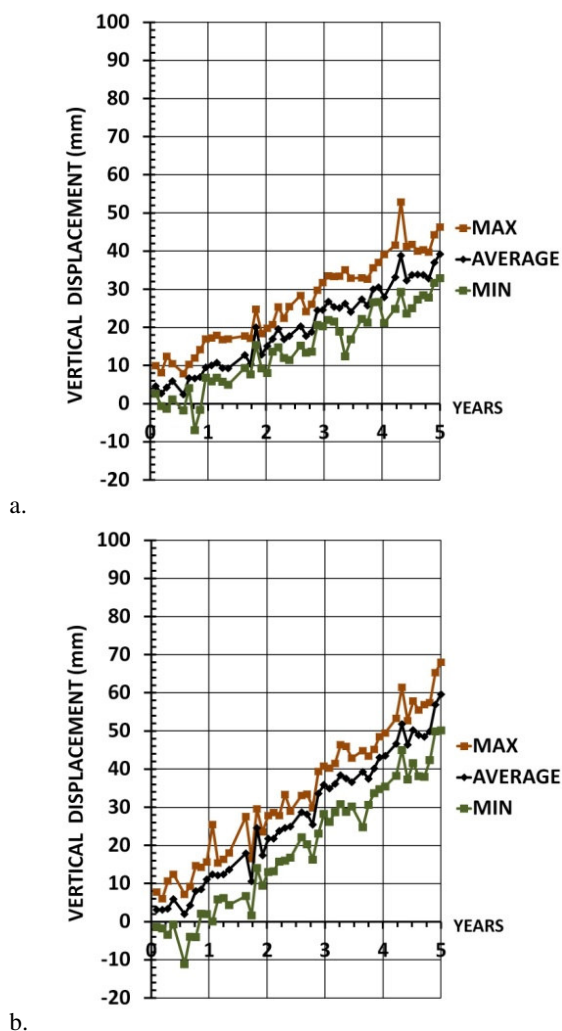 100
90
80
70
60
50
40
30
20
10
0
-10
-20
VERTICAL DISPLACEMENT (mm)
0 1 2 3 4 5
YEARS
MAX
AVERAGE
MIN
a.
100
90
80
70
60
50
40
30
20
10
0
-10
-20
VERTICAL DISPLACEMENT (mm)
0 1 2 3 4 5
YEARS
MAX
AVERAGE
MIN
b.